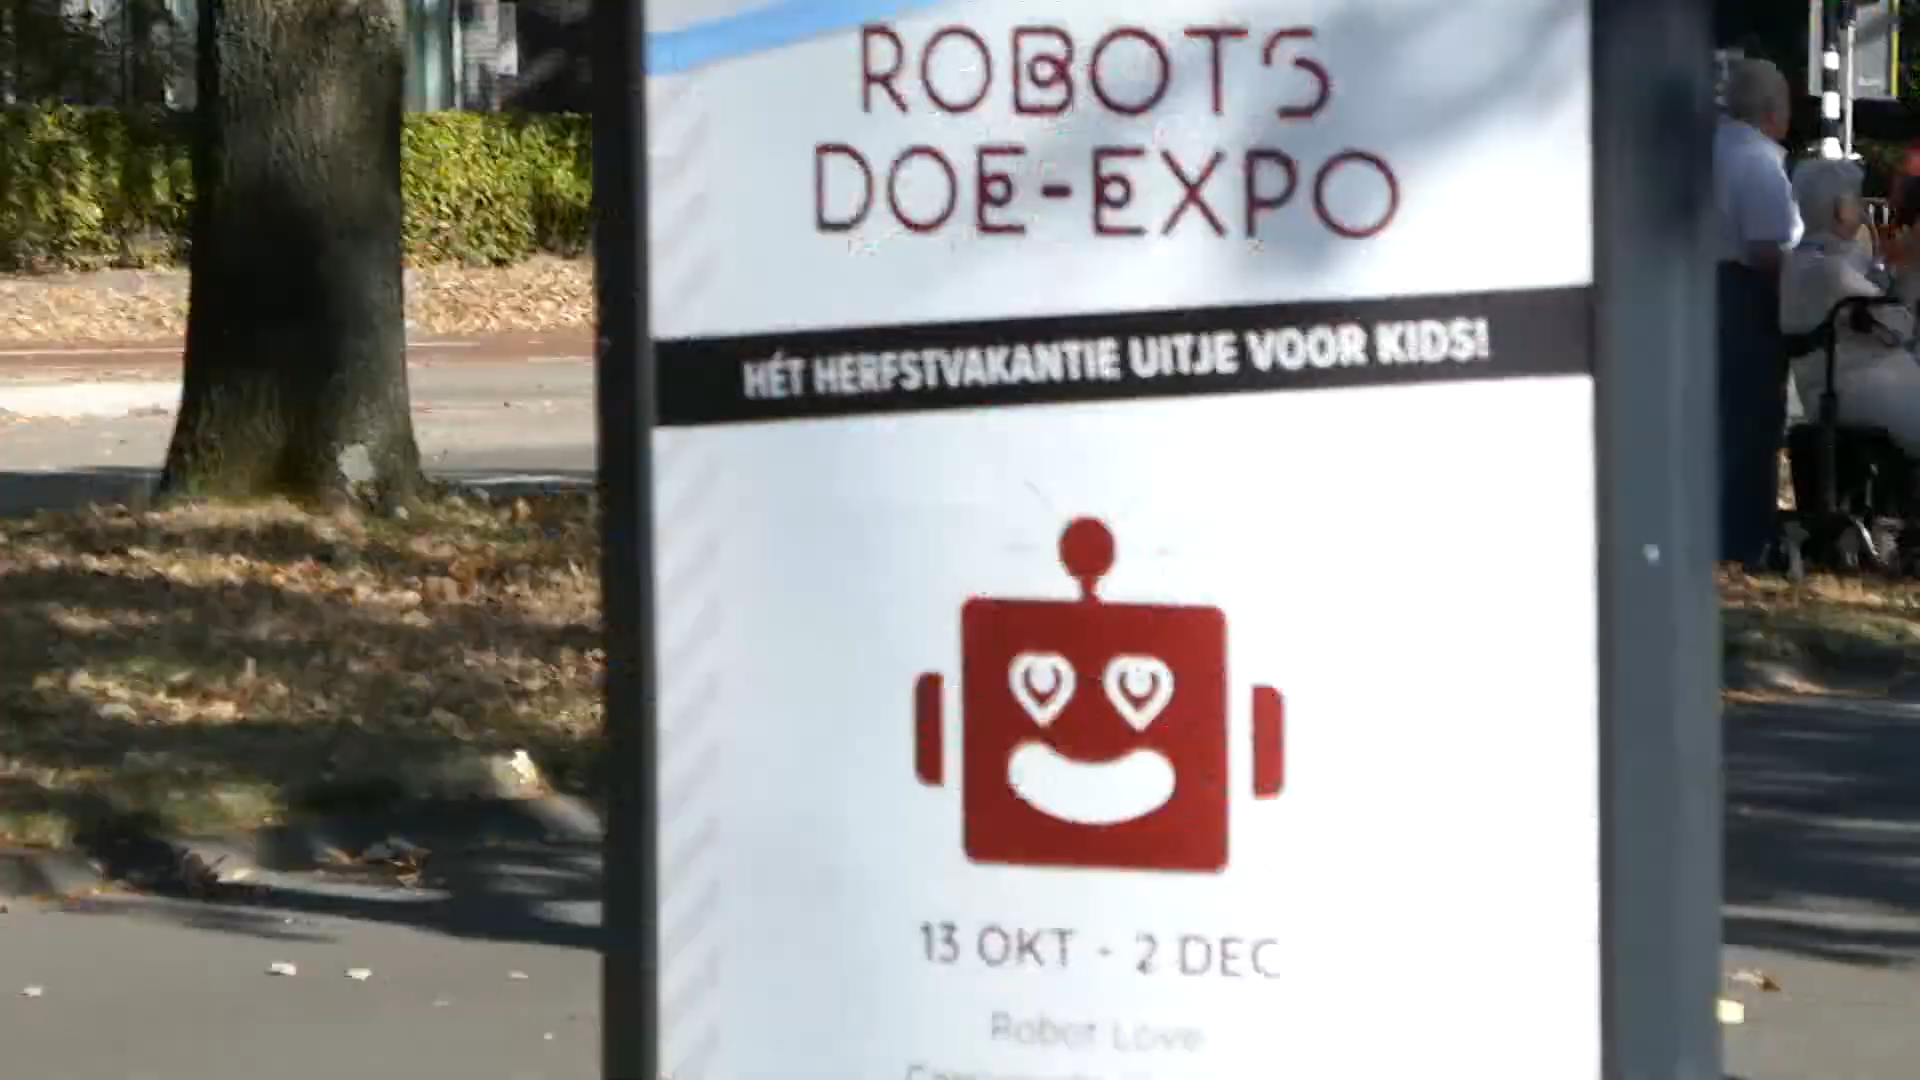 ROBOTS
DOE-EXPO
HÉT HERFSTVAKANTIE UITJE VOOR KIDS!
13 OKT - 2 DEC
Robot Love